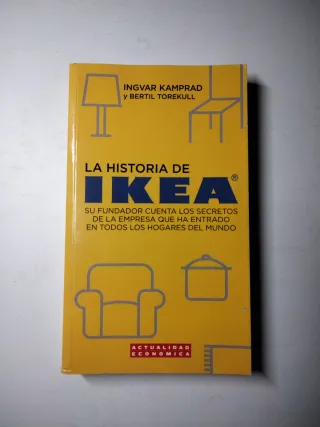 INGVAR KAMPRAD
y BERTIL TOREKULL
LA HISTORIA DE
IKEA®
SU FUNDADOR CUENTA LOS SECRETOS
DE LA EMPRESA QUE HA ENTRADO
EN TODOS LOS HOGARES DEL MUNDO
ACTUALIDAD
ECONOMICA